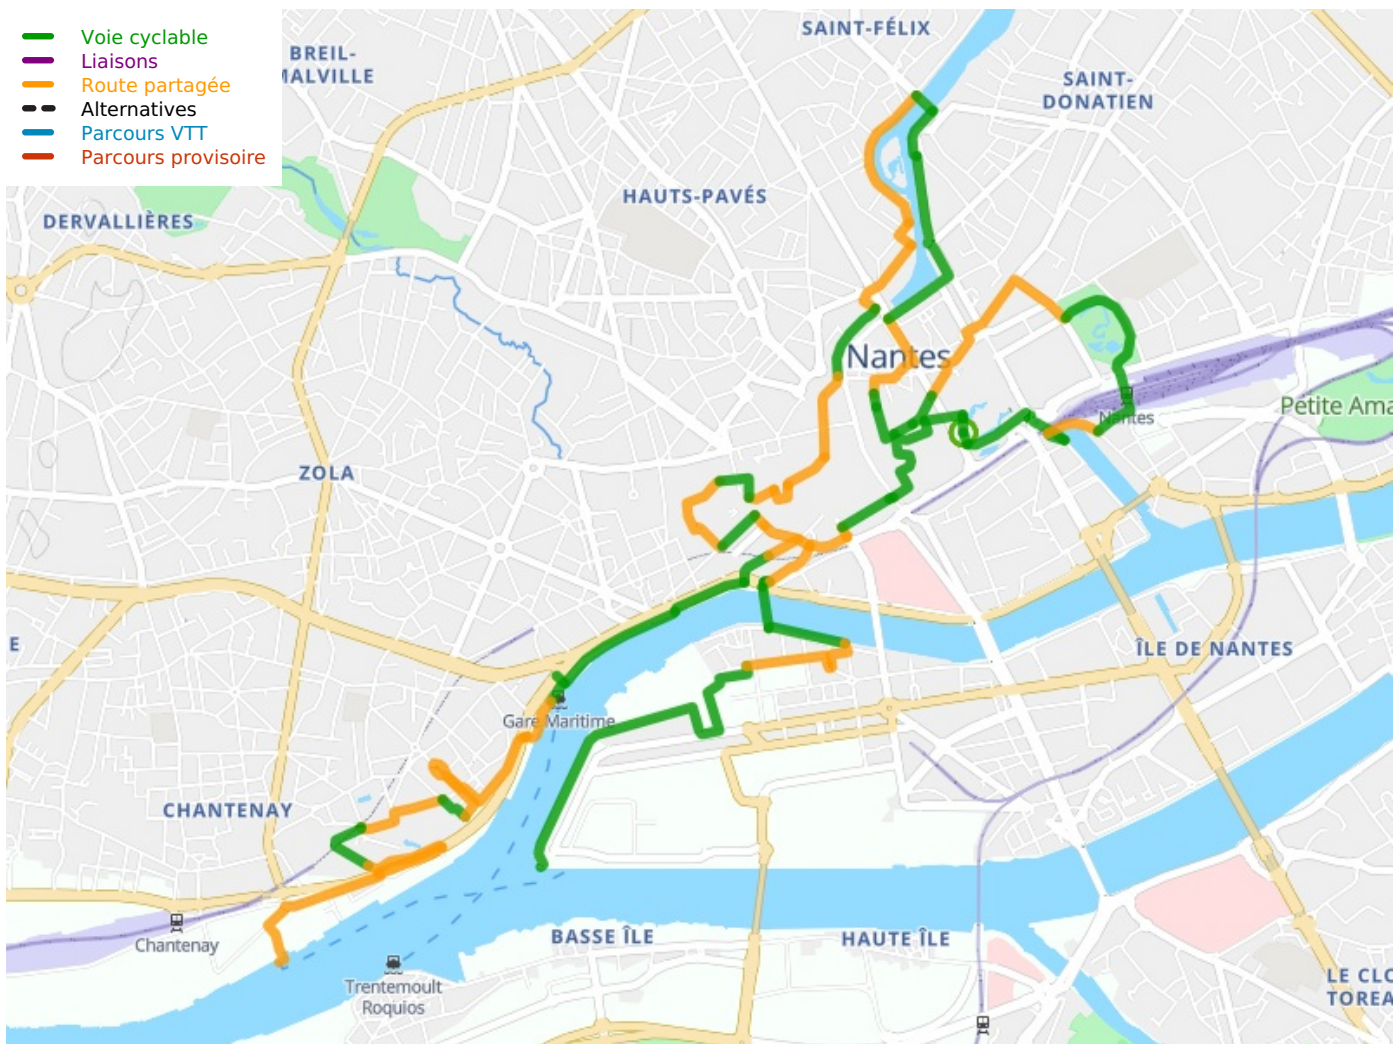 Voie cyclable
Liaisons
Route partagée
Alternatives
Parcours VTT
Parcours provisoire
BREIL-
MALVILLE
SAINT-FÉLIX
SAINT-
DONATIEN
DERVALLIÈRES
HAUTS-PAVÉS
Nantes
Nantes
Petite Ama
ZOLA
E
ÎLE DE NANTES
Gare Maritime
CHANTENAY
Chantenay
BASSE ÎLE
HAUTE ÎLE
Trentemoult
Roquios
LE CLO
TOREA